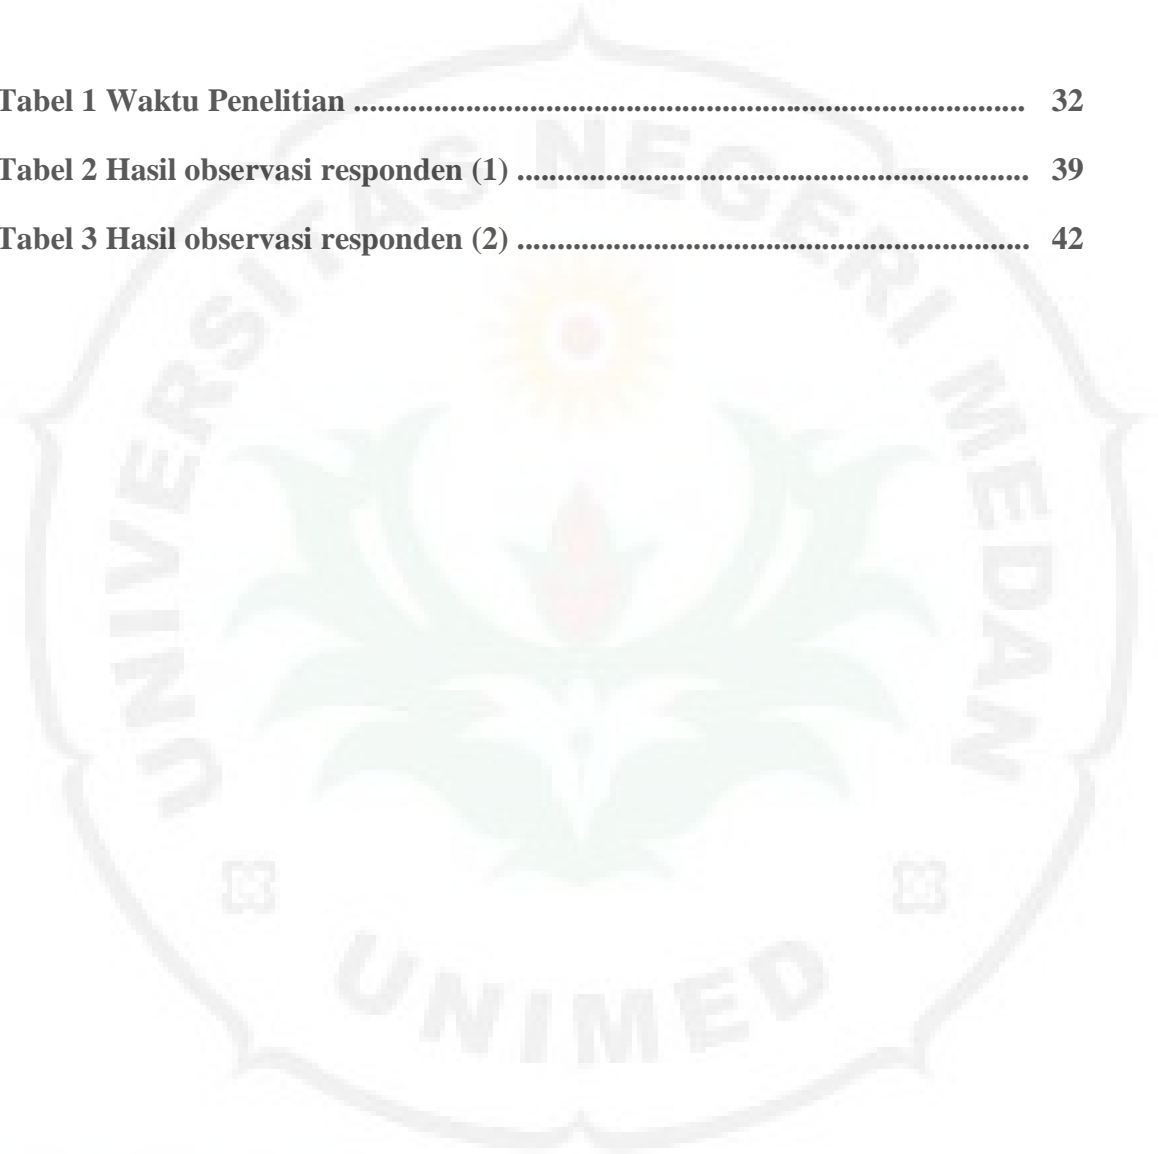 Tabel 1 Waktu Penelitian ...................................................................................... 32
Tabel 2 Hasil observasi responden (1) .................................................................. 39
Tabel 3 Hasil observasi responden (2) .................................................................. 42
UNIVERSITAS NEGERI MEDAN
UNIMED